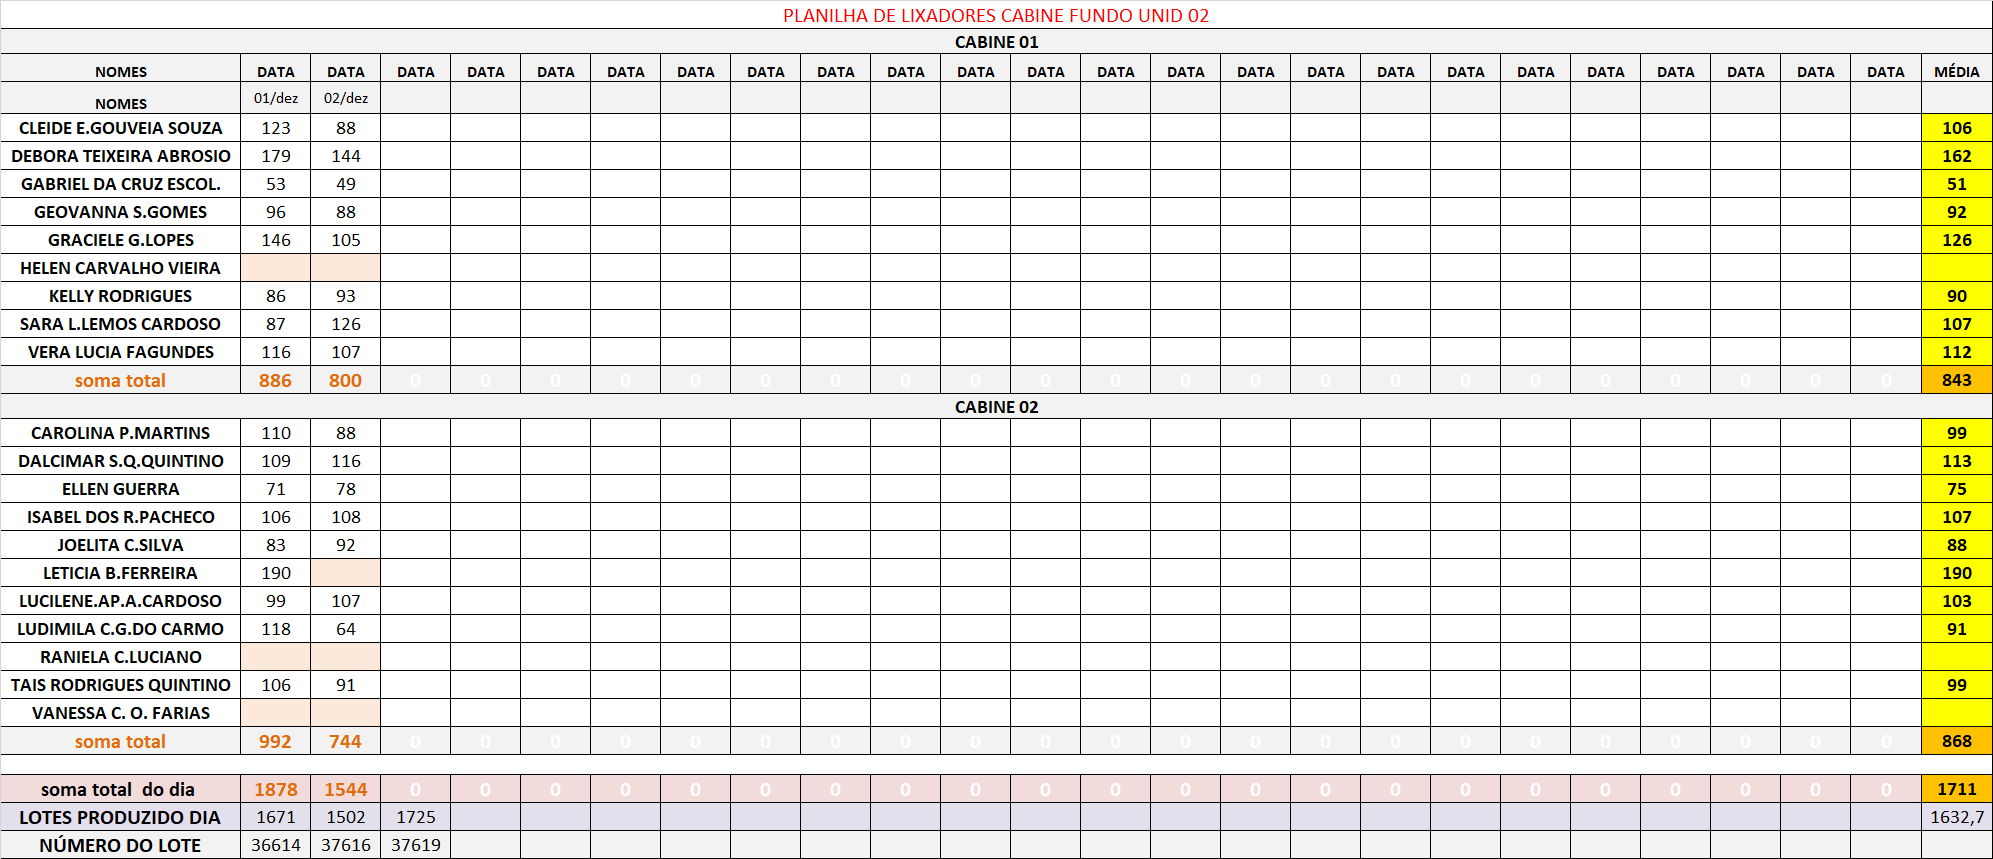 PLANILHA DE LIXADORES CABINE FUNDO UNID 02
CABINE 01
NOMES DATA DATA DATA DATA DATA DATA DATA DATA DATA DATA DATA DATA DATA DATA DATA DATA DATA DATA DATA DATA DATA DATA DATA DATA MÉDIA
NOMES 01/dez 02/dez
CLEIDE E.GOUVEIA SOUZA 123 88 106
DEBORA TEIXEIRA ABROSIO 179 144 162
GABRIEL DA CRUZ ESCOL. 53 49 51
GEOVANNA S.GOMES 96 88 92
GRACIELE G.LOPES 146 105 126
HELEN CARVALHO VIEIRA
KELLY RODRIGUES 86 93 90
SARA L.LEMOS CARDOSO 87 126 107
VERA LUCIA FAGUNDES 116 107 112
soma total 886 800 0 0 0 0 0 0 0 0 0 0 0 0 0 0 0 0 0 0 0 0 0 0 843
CABINE 02
CAROLINA P.MARTINS 110 88 99
DALCIMAR S.Q.QUINTINO 109 116 113
ELLEN GUERRA 71 78 75
ISABEL DOS R.PACHECO 106 108 107
JOELITA C.SILVA 83 92 88
LETICIA B.FERREIRA 190 190
LUCILENE.AP.A.CARDOSO 99 107 103
LUDIMILA C.G.DO CARMO 118 64 91
RANIELA C.LUCIANO
TAIS RODRIGUES QUINTINO 106 91 99
VANESSA C. O. FARIAS
soma total 992 744 0 0 0 0 0 0 0 0 0 0 0 0 0 0 0 0 0 0 0 0 0 0 868
soma total do dia 1878 1544 0 0 0 0 0 0 0 0 0 0 0 0 0 0 0 0 0 0 0 0 0 0 1711
LOTES PRODUZIDO DIA 1671 1502 1725 1632,7
NÚMERO DO LOTE 36614 37616 37619